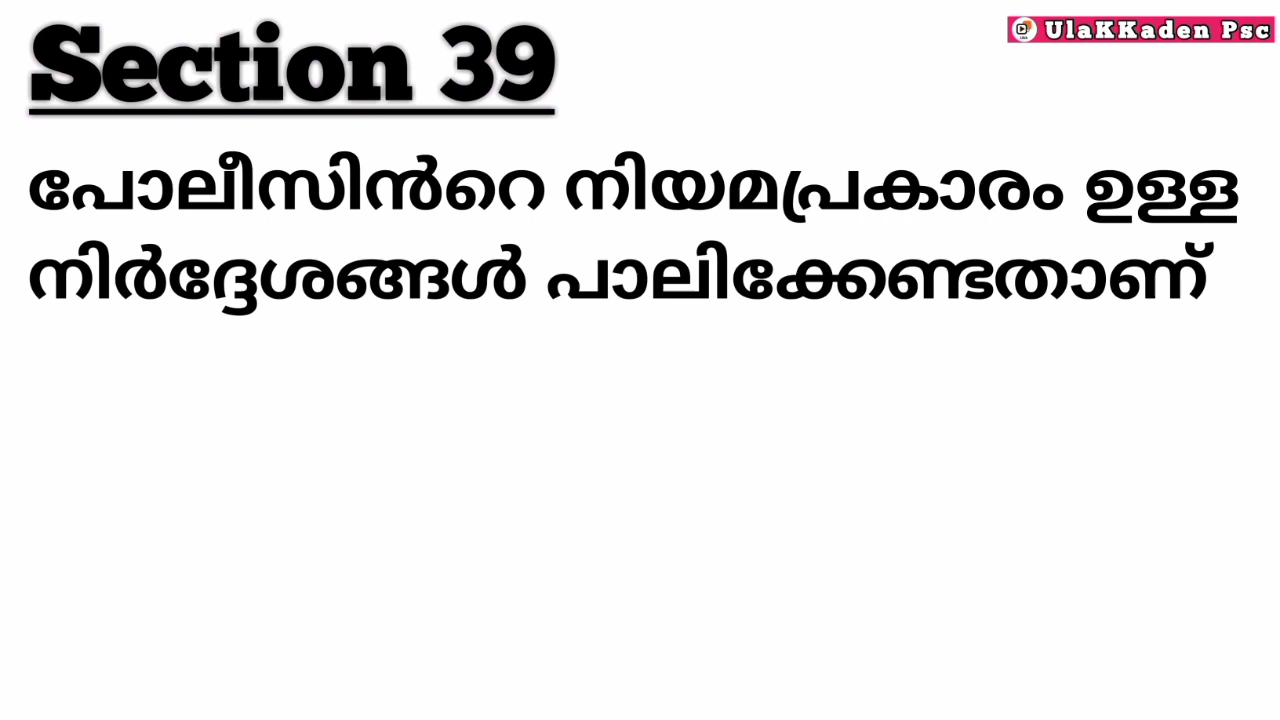 Section 39
UlaKKaden Psc
പോലീസിൻറെ നിയമപ്രകാരം ഉള്ള
നിർദ്ദേശങ്ങൾ പാലിക്കേണ്ടതാണ്